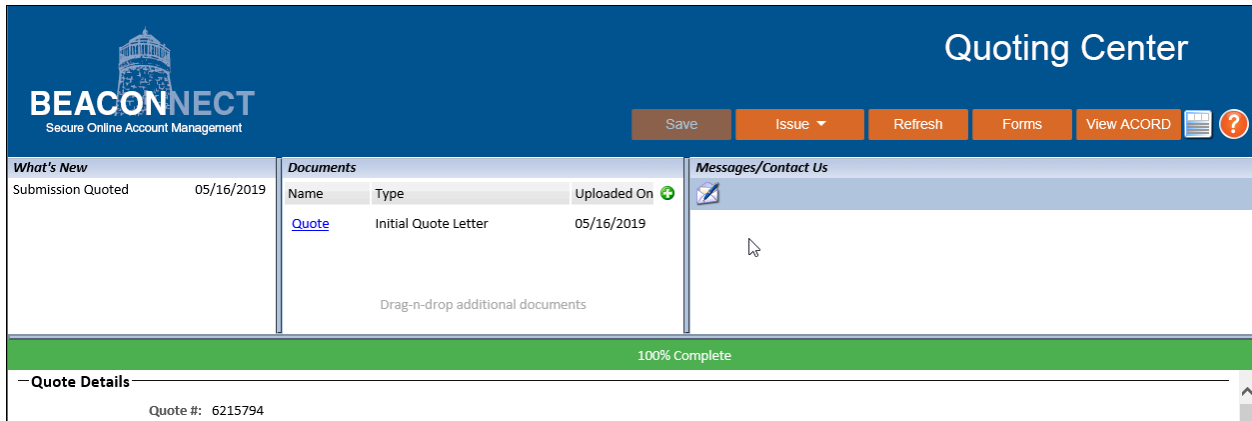 Quoting Center
BEACONNECT
Secure Online Account Management
Save Issue Refresh Forms View ACORD ?
What's New
Submission Quoted 05/16/2019
Documents
Name Type Uploaded On
Quote Initial Quote Letter 05/16/2019
Drag-n-drop additional documents
Messages/Contact Us
100% Complete
Quote Details
Quote #: 6215794